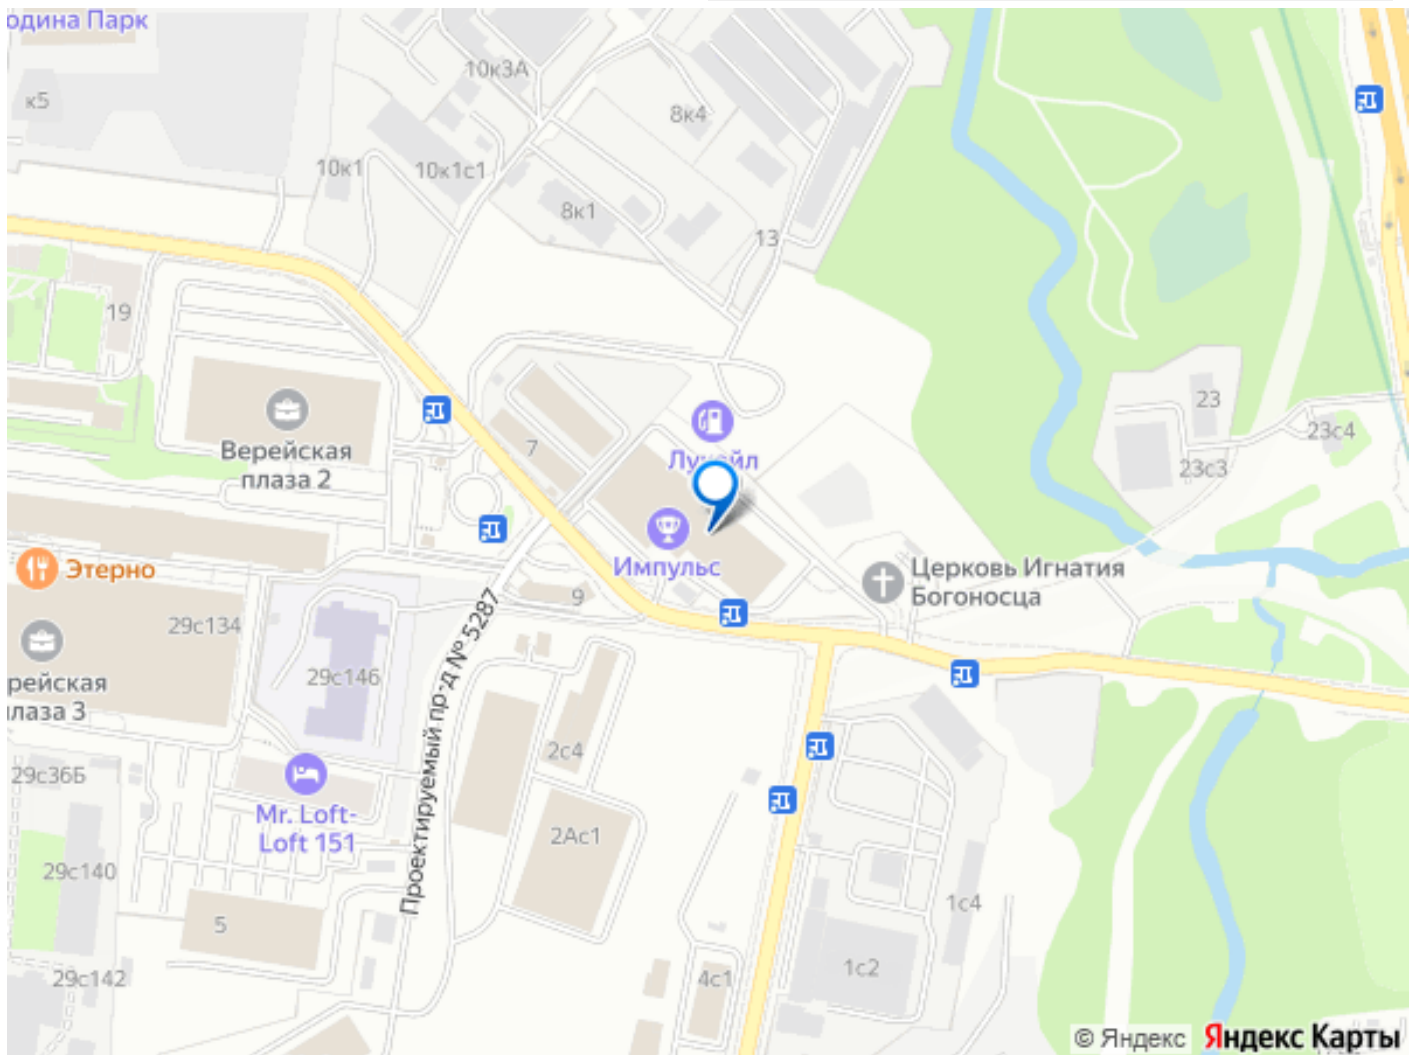 одина Парк
к5
10к3А
8к4
10к1
10к1с1
8к1
13
19
7
23
23с4
23с3
Верейская
плаза 2
Импульс
Церковь Игнатия
Богоносца
Этерно
9
29с134
29с146
рейская
лаза 3
Проектируемый пр-д № 5287
2с4
29с36Б
Mr. Loft-
Loft 151
2Ас1
29с140
5
1с4
29с142
4с1
1с2
© Яндекс Яндекс Карты